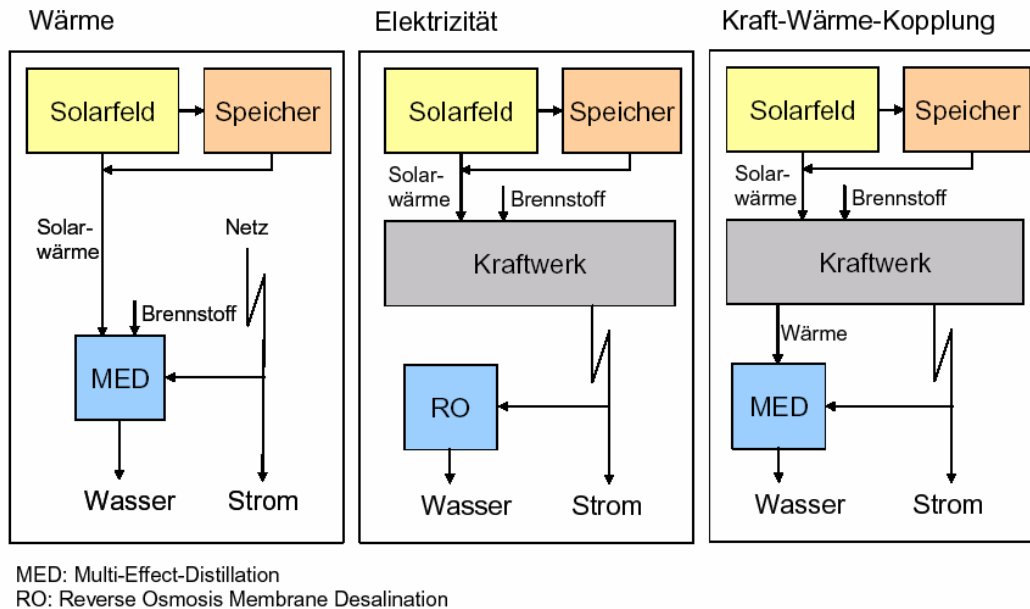 Wärme
Solarfeld
Speicher
Solar-
wärme
Netz
Brennstoff
MED
Wasser
Strom
Elektrizität
Solarfeld
Speicher
Solar-
wärme
Brennstoff
Kraftwerk
RO
Wasser
Strom
Kraft-Wärme-Kopplung
Solarfeld
Speicher
Solar-
wärme
Brennstoff
Kraftwerk
Wärme
MED
Wasser
Strom
MED: Multi-Effect-Distillation
RO: Reverse Osmosis Membrane Desalination